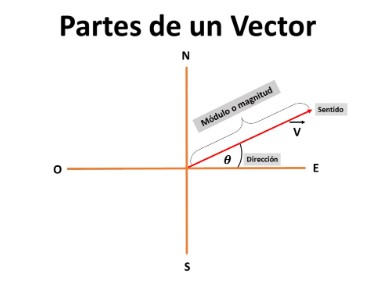 Partes de un Vector
N
Módulo o magnitud
Sentido
V
θ
Dirección
O
E
S